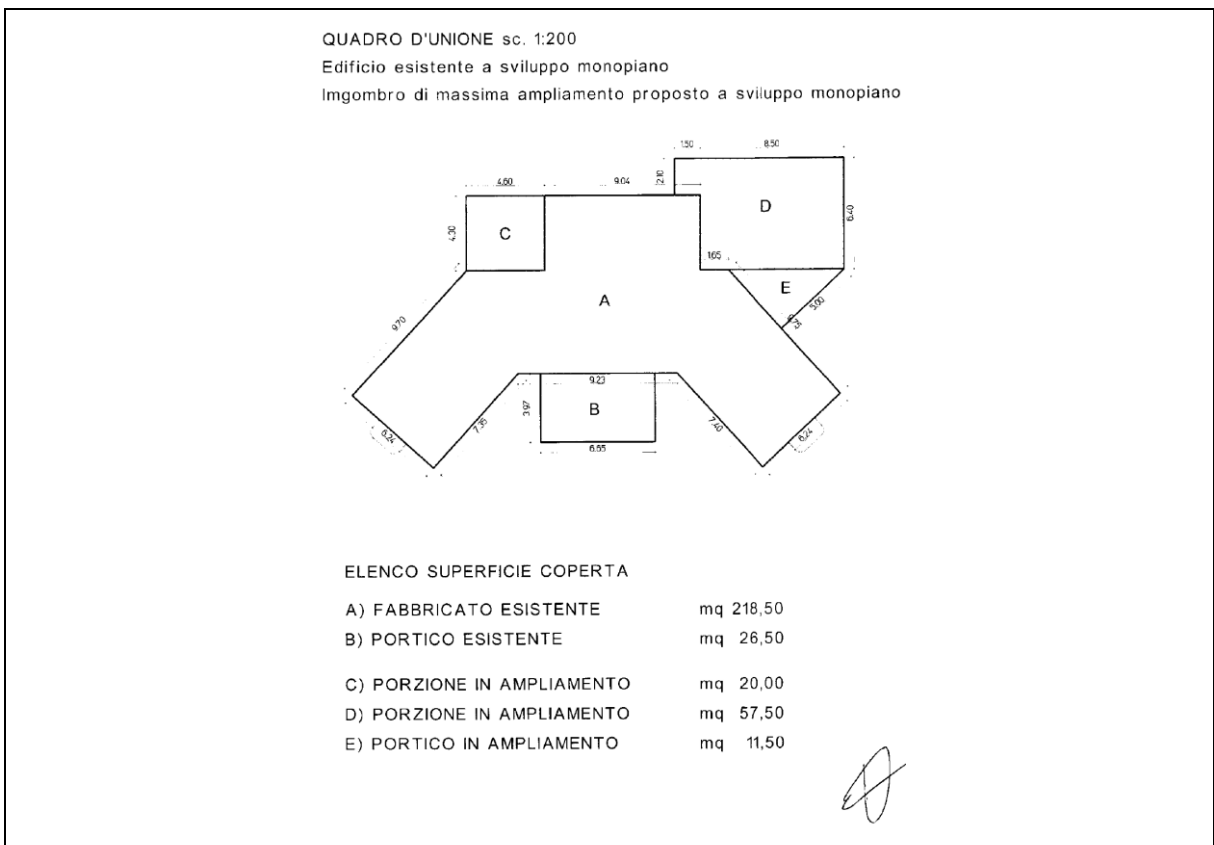 QUADRO D'UNIONE sc. 1:200
Edificio esistente a sviluppo monopiano
Imgombro di massima ampliamento proposto a sviluppo monopiano
1.50 8.50
4.60 9.04 2.10
D
6.40
4.30 C
1.65
E
A
5.00
9.70
9.23
3.97 B
7.35 7.40
6.24 6.24
6.65
ELENCO SUPERFICIE COPERTA
A) FABBRICATO ESISTENTE mq 218,50
B) PORTICO ESISTENTE mq 26,50
C) PORZIONE IN AMPLIAMENTO mq 20,00
D) PORZIONE IN AMPLIAMENTO mq 57,50
E) PORTICO IN AMPLIAMENTO mq 11,50